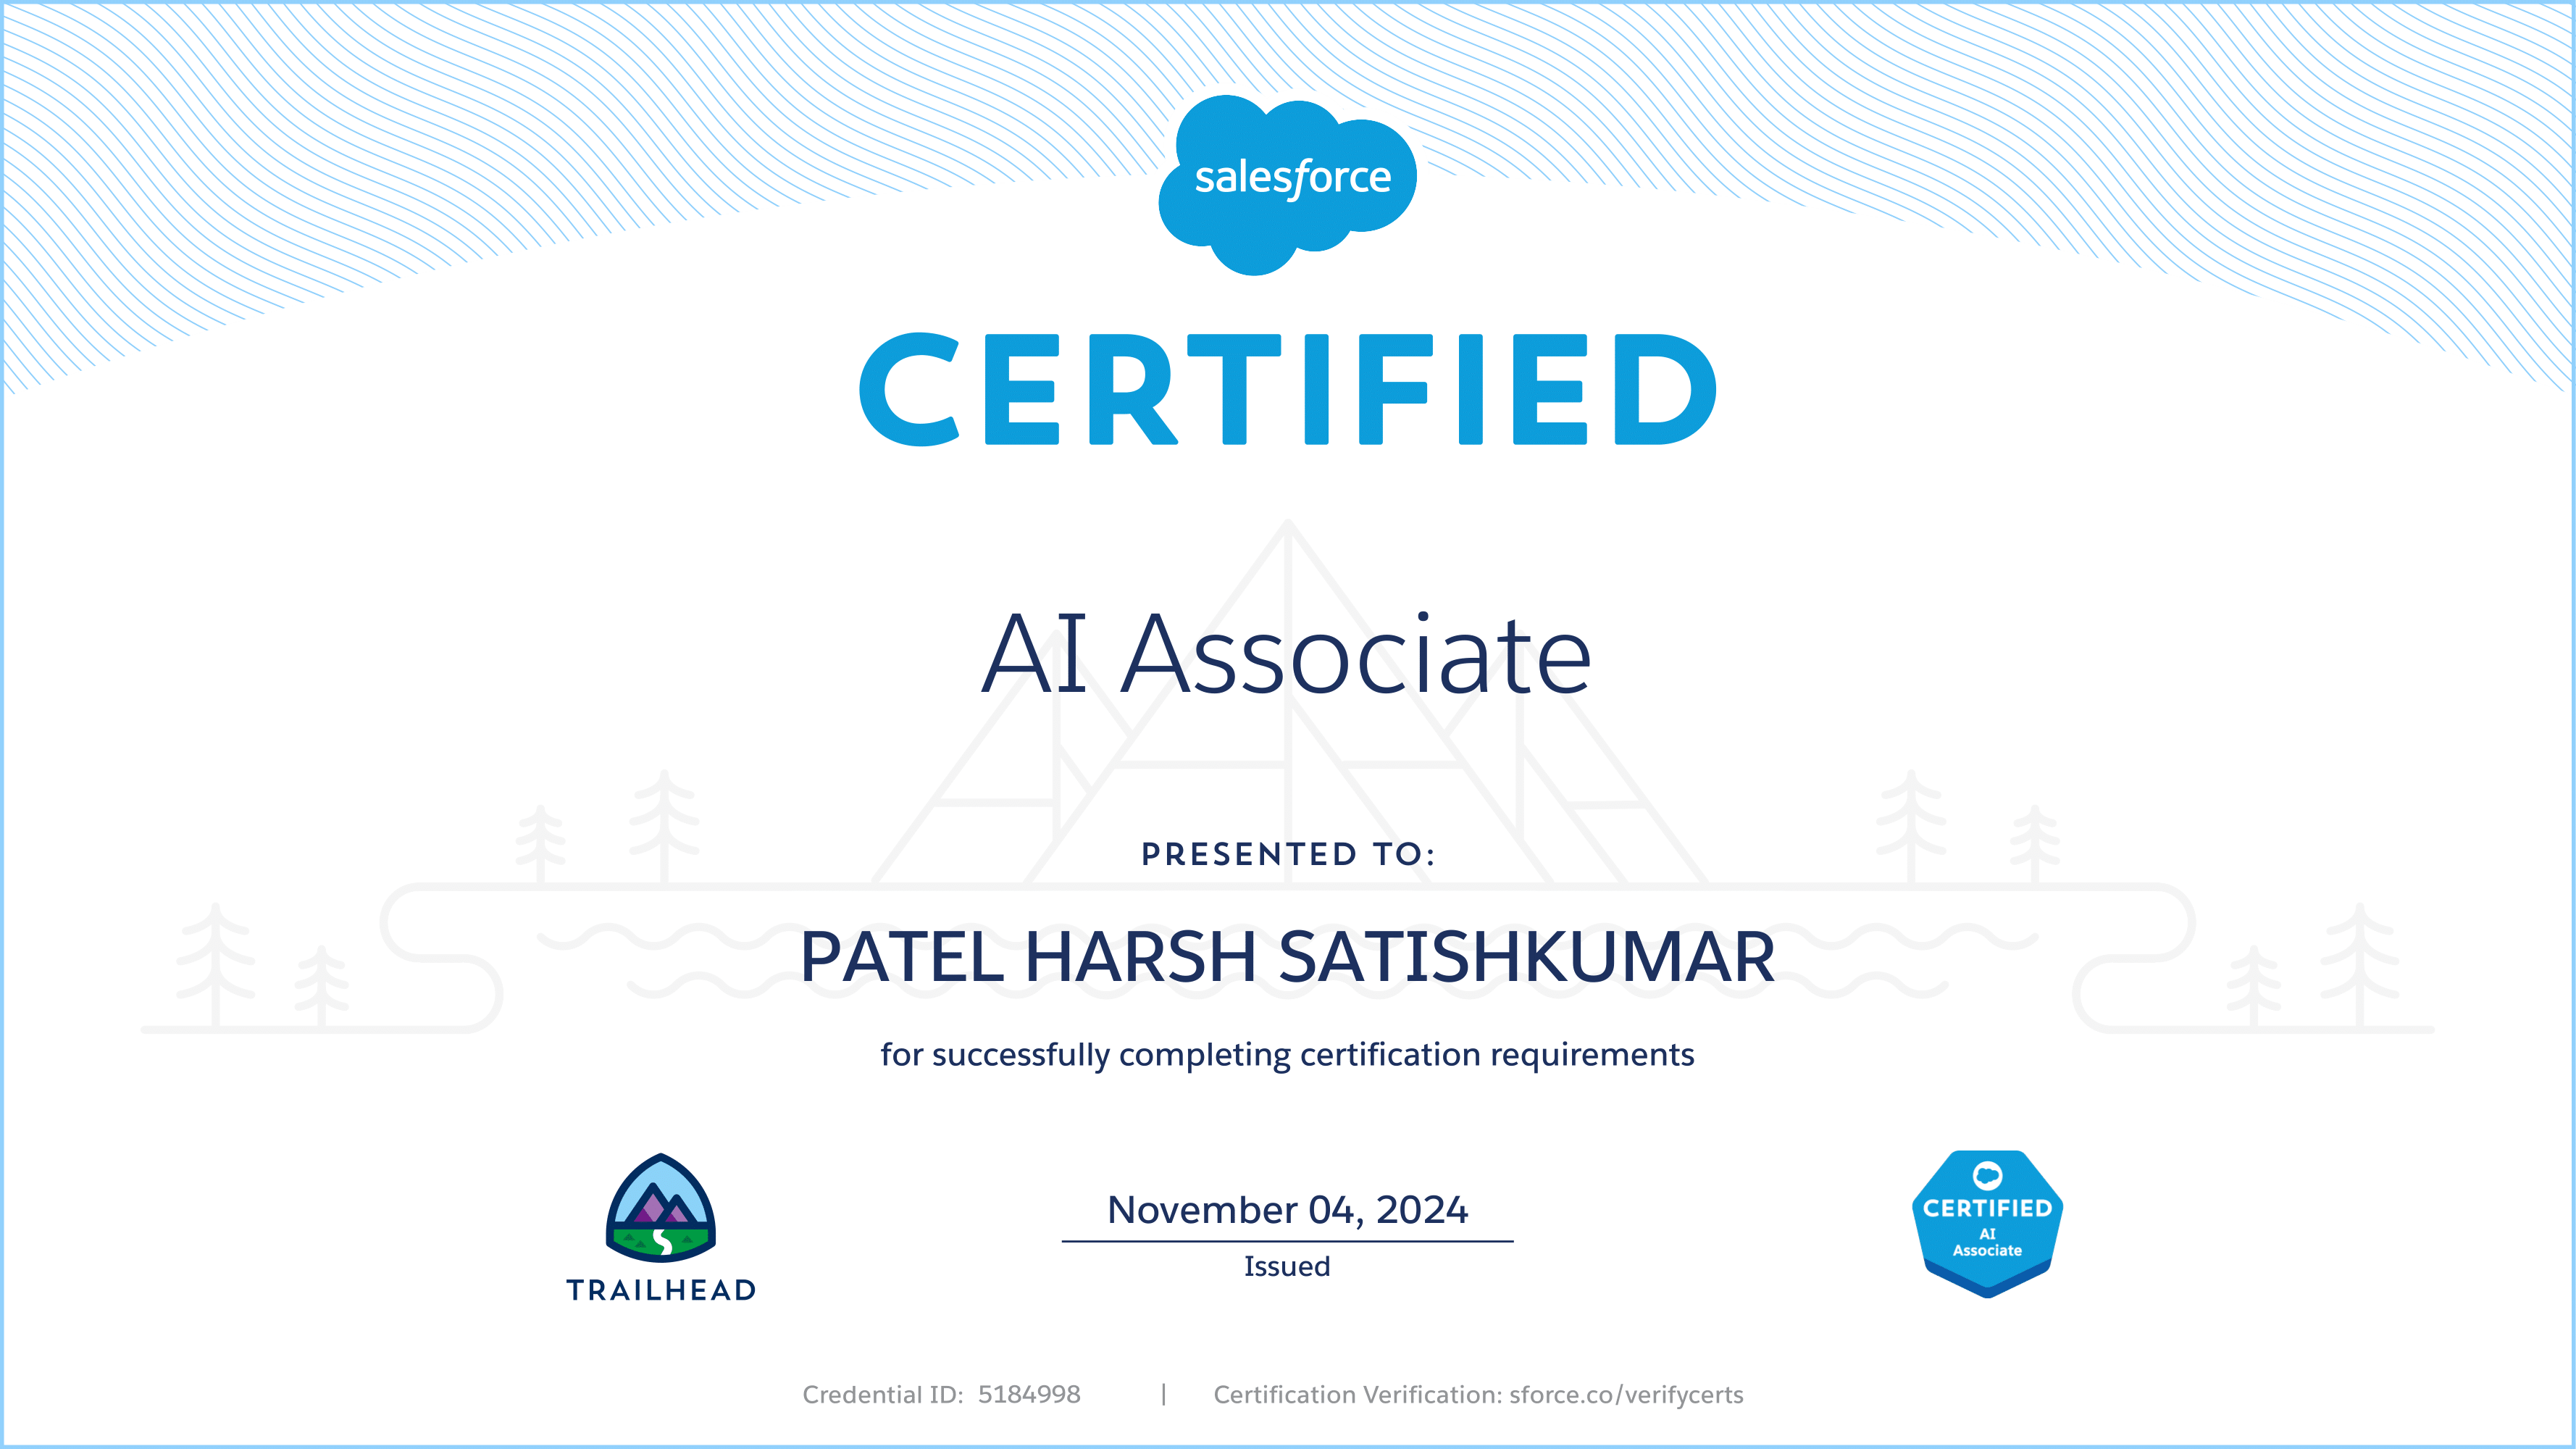 salesforce
CERTIFIED
AI Associate
PRESENTED TO:
PATEL HARSH SATISHKUMAR
for successfully completing certification requirements
TRAILHEAD
November 04, 2024
Issued
CERTIFIED
AI
Associate
Credential ID: 5184998 | Certification Verification: sforce.co/verifycerts